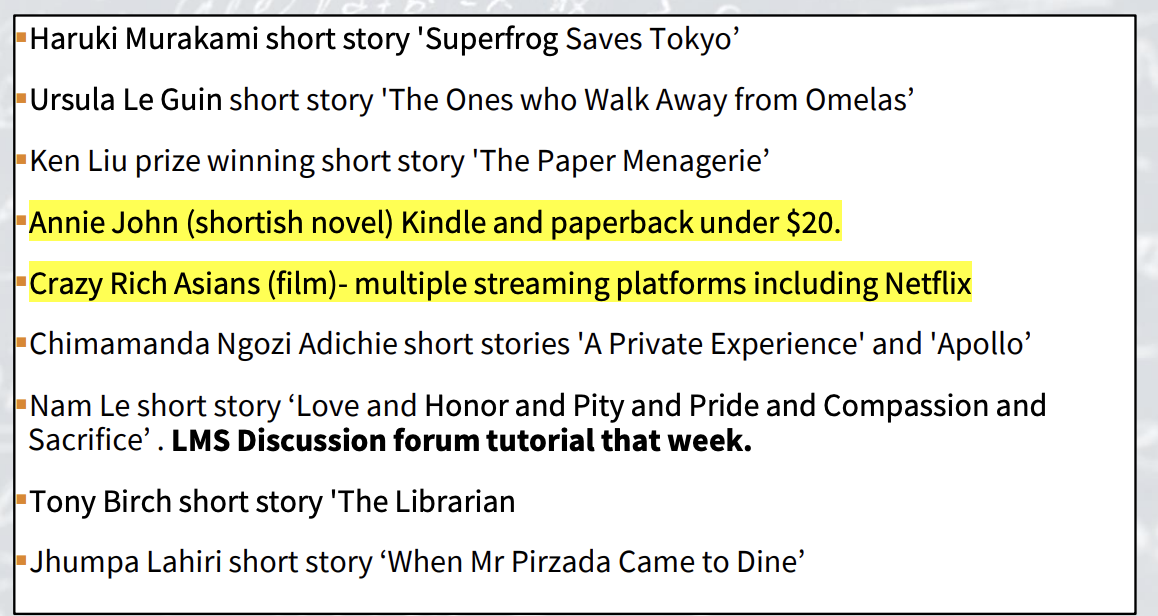 Haruki Murakami short story 'Superfrog Saves Tokyo’
Ursula Le Guin short story 'The Ones who Walk Away from Omelas’
Ken Liu prize winning short story 'The Paper Menagerie’
Annie John (shortish novel) Kindle and paperback under $20.
Crazy Rich Asians (film)- multiple streaming platforms including Netflix
Chimamanda Ngozi Adichie short stories 'A Private Experience' and 'Apollo’
Nam Le short story ‘Love and Honor and Pity and Pride and Compassion and
Sacrifice’ . LMS Discussion forum tutorial that week.
Tony Birch short story 'The Librarian
Jhumpa Lahiri short story ‘When Mr Pirzada Came to Dine’